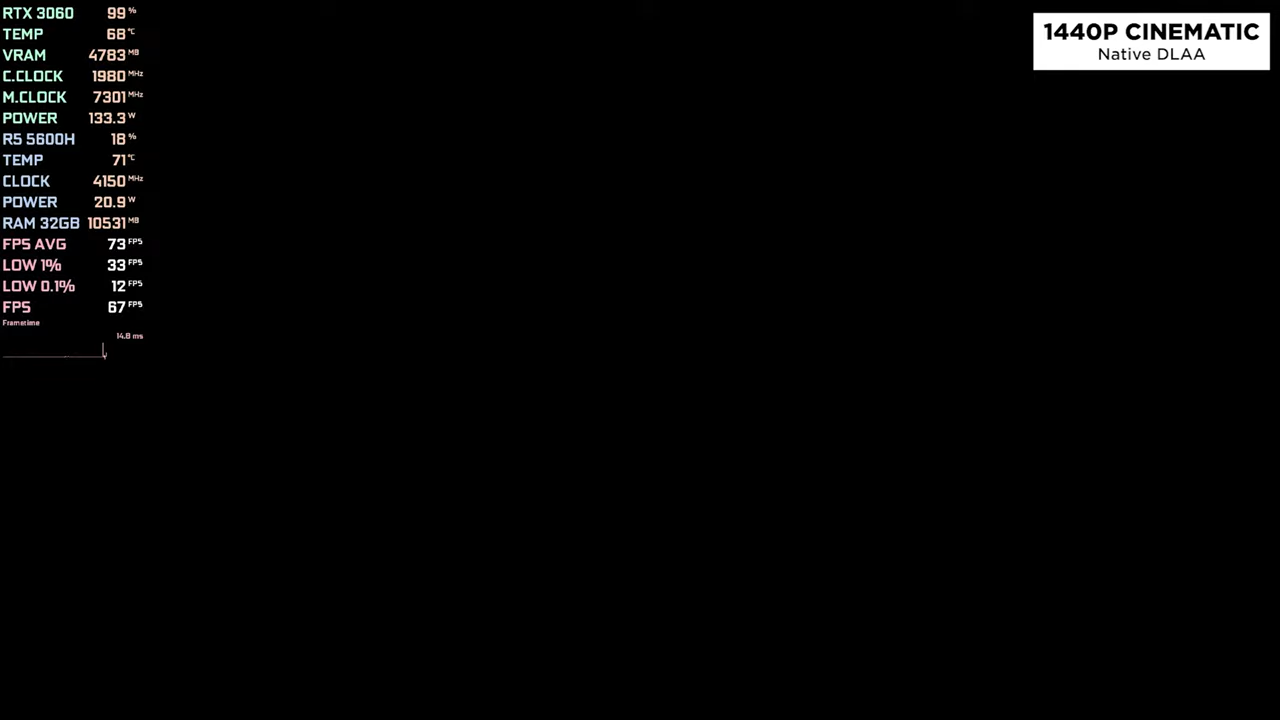 RTX 3060 99 %
TEMP 68 °C
VRAM 4783 MB
C.CLOCK 1980 MHz
M.CLOCK 7301 MHz
POWER 133.3 W
R5 5600H 18 %
TEMP 71 °C
CLOCK 4150 MHz
POWER 20.9 W
RAM 32GB 10531 MB
FPS AVG 73 FPS
LOW 1% 33 FPS
LOW 0.1% 12 FPS
FPS 67 FPS
Frametime
14.8 ms
1440P CINEMATIC
Native DLAA